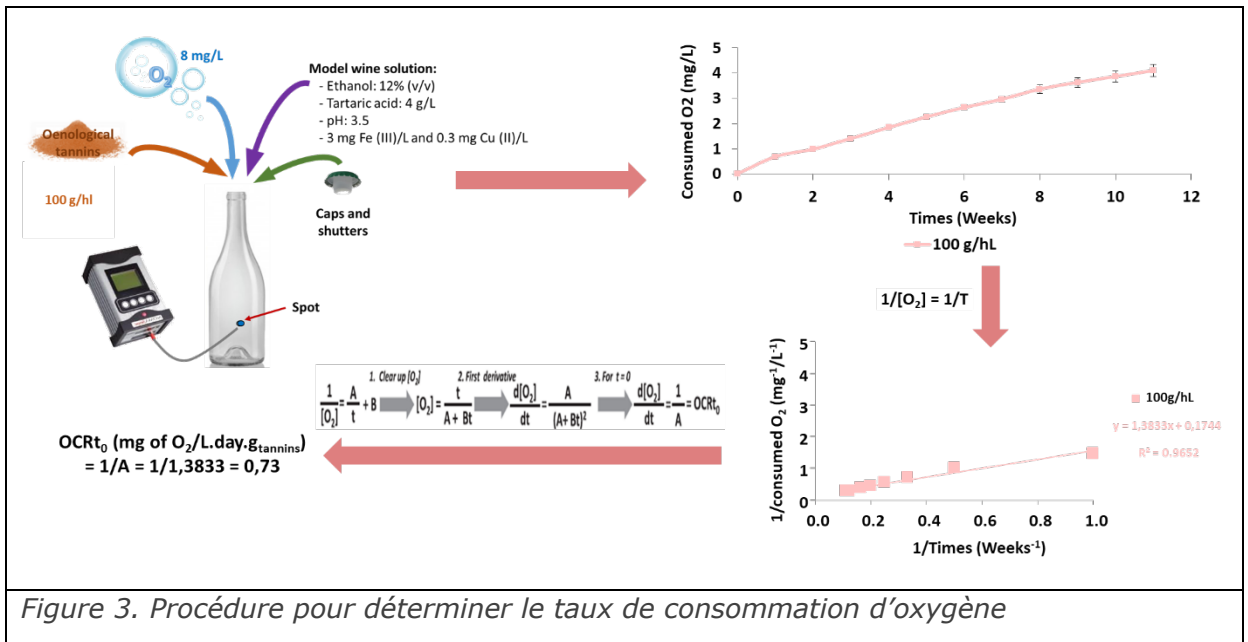 8 mg/L
O2
Oenological
tannins
100 g/hl
Model wine solution:
- Ethanol: 12% (v/v)
- Tartaric acid: 4 g/L
- pH: 3.5
- 3 mg Fe (III)/L and 0.3 mg Cu (II)/L
Caps and
shutters
Spot
Consumed O2 (mg/L)
5
4
3
2
1
0
0 2 4 6 8 10 12
Times (Weeks)
100 g/hL
1/[O₂] = 1/T
1/consumed O₂ (mg⁻¹/L⁻¹)
5
4
3
2
1
0
0.0 0.2 0.4 0.6 0.8 1.0
1/Times (Weeks⁻¹)
100g/hL
y = 1,3833x + 0,1744
R² = 0.9652
1. Clear up [O₂] 2. First derivative 3. For t = 0
1/[O₂] = A/t + B [O₂] = t/(A + Bt) d[O₂]/dt = A/(A+ Bt)² d[O₂]/dt = 1/A = OCRt₀
OCRt₀ (mg of O₂/L.day.g tannins)
= 1/A = 1/1,3833 = 0,73
Figure 3. Procédure pour déterminer le taux de consommation d’oxygène